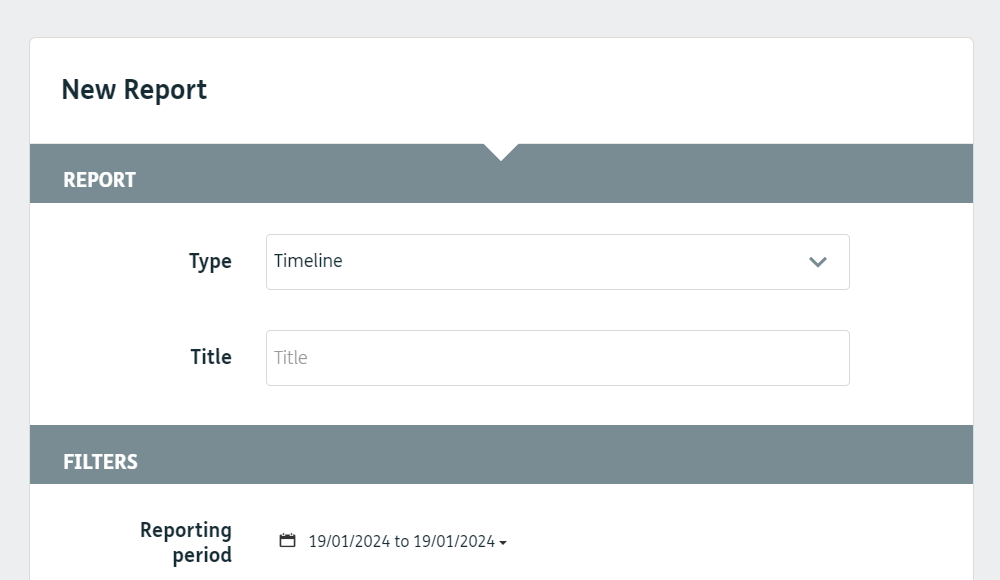 New Report
REPORT
Type
Timeline
Title
Title
FILTERS
Reporting
period
19/01/2024 to 19/01/2024